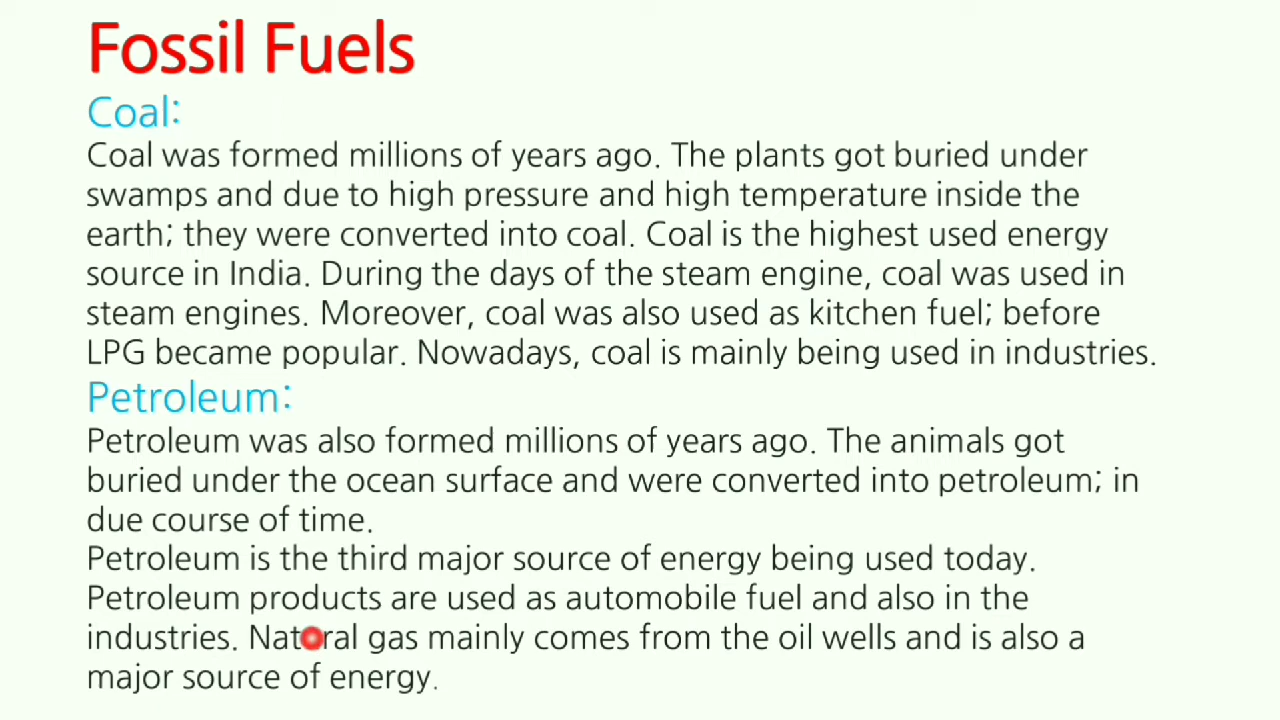 Fossil Fuels
Coal:
Coal was formed millions of years ago. The plants got buried under
swamps and due to high pressure and high temperature inside the
earth; they were converted into coal. Coal is the highest used energy
source in India. During the days of the steam engine, coal was used in
steam engines. Moreover, coal was also used as kitchen fuel; before
LPG became popular. Nowadays, coal is mainly being used in industries.
Petroleum:
Petroleum was also formed millions of years ago. The animals got
buried under the ocean surface and were converted into petroleum; in
due course of time.
Petroleum is the third major source of energy being used today.
Petroleum products are used as automobile fuel and also in the
industries. Natural gas mainly comes from the oil wells and is also a
major source of energy.